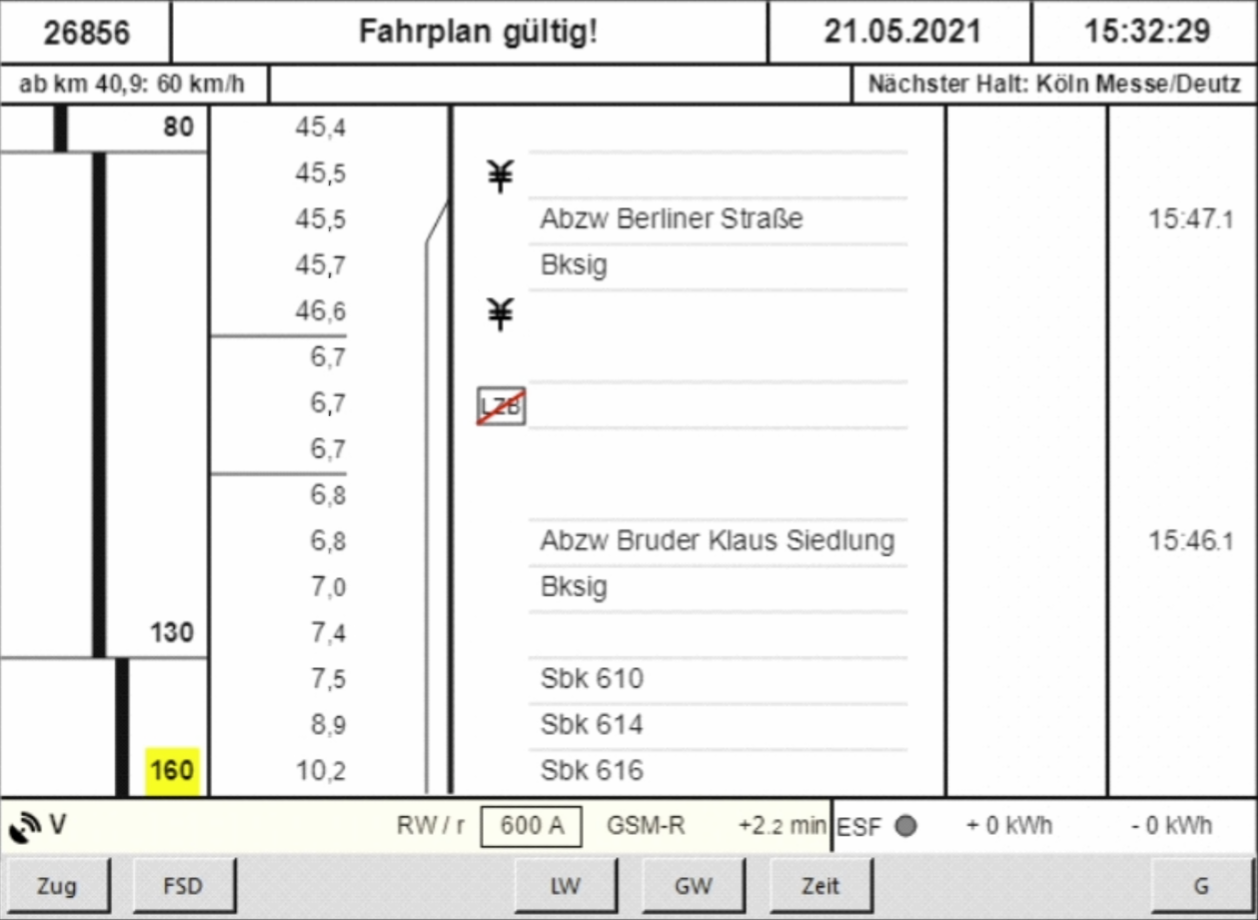 26856 Fahrplan gültig! 21.05.2021 15:32:29
ab km 40,9: 60 km/h Nächster Halt: Köln Messe/Deutz
80 45,4
45,5
45,5 Abzw Berliner Straße 15:47.1
45,7 Bksig
46,6
6,7
6,7 LZB
6,7
6,8
6,8 Abzw Bruder Klaus Siedlung 15:46.1
7,0 Bksig
130 7,4
7,5 Sbk 610
8,9 Sbk 614
160 10,2 Sbk 616
V RW / r 600 A GSM-R +2.2 min ESF + 0 kWh - 0 kWh
Zug FSD LW GW Zeit G